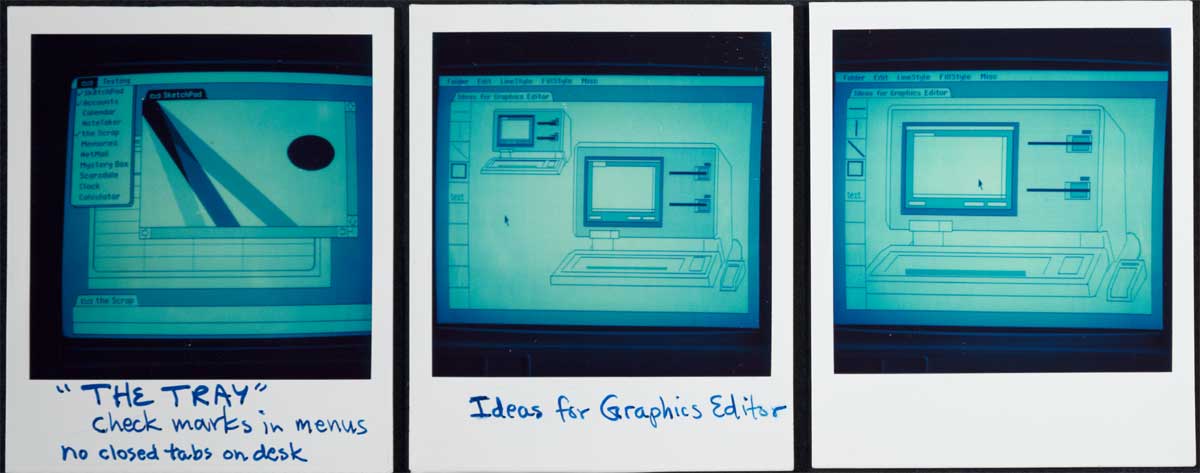 Testing
SketchPad
✓SketchPad
✓Accounts
Calendar
NoteTaker
✓the Scrap
Memories
NetMail
Mystery Box
Scarsdale
Clock
Calculator
the Scrap
"THE TRAY"
check marks in menus
no closed tabs on desk
Folder Edit LineStyle FillStyle Misc
Ideas for Graphics Editor
text
Ideas for Graphics Editor
Folder Edit LineStyle FillStyle Misc
Ideas for Graphics Editor
text